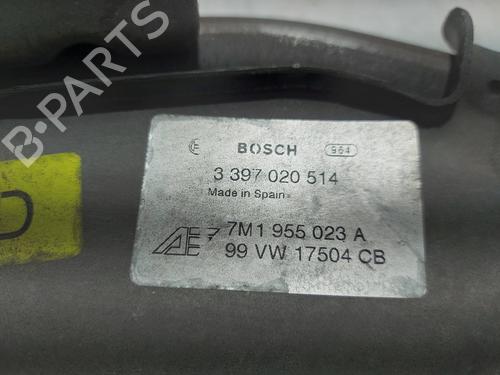 B-PARTS
BOSCH 964
3 397 020 514
Made in Spain
7M1 955 023 A
99 VW 17504 CB
D